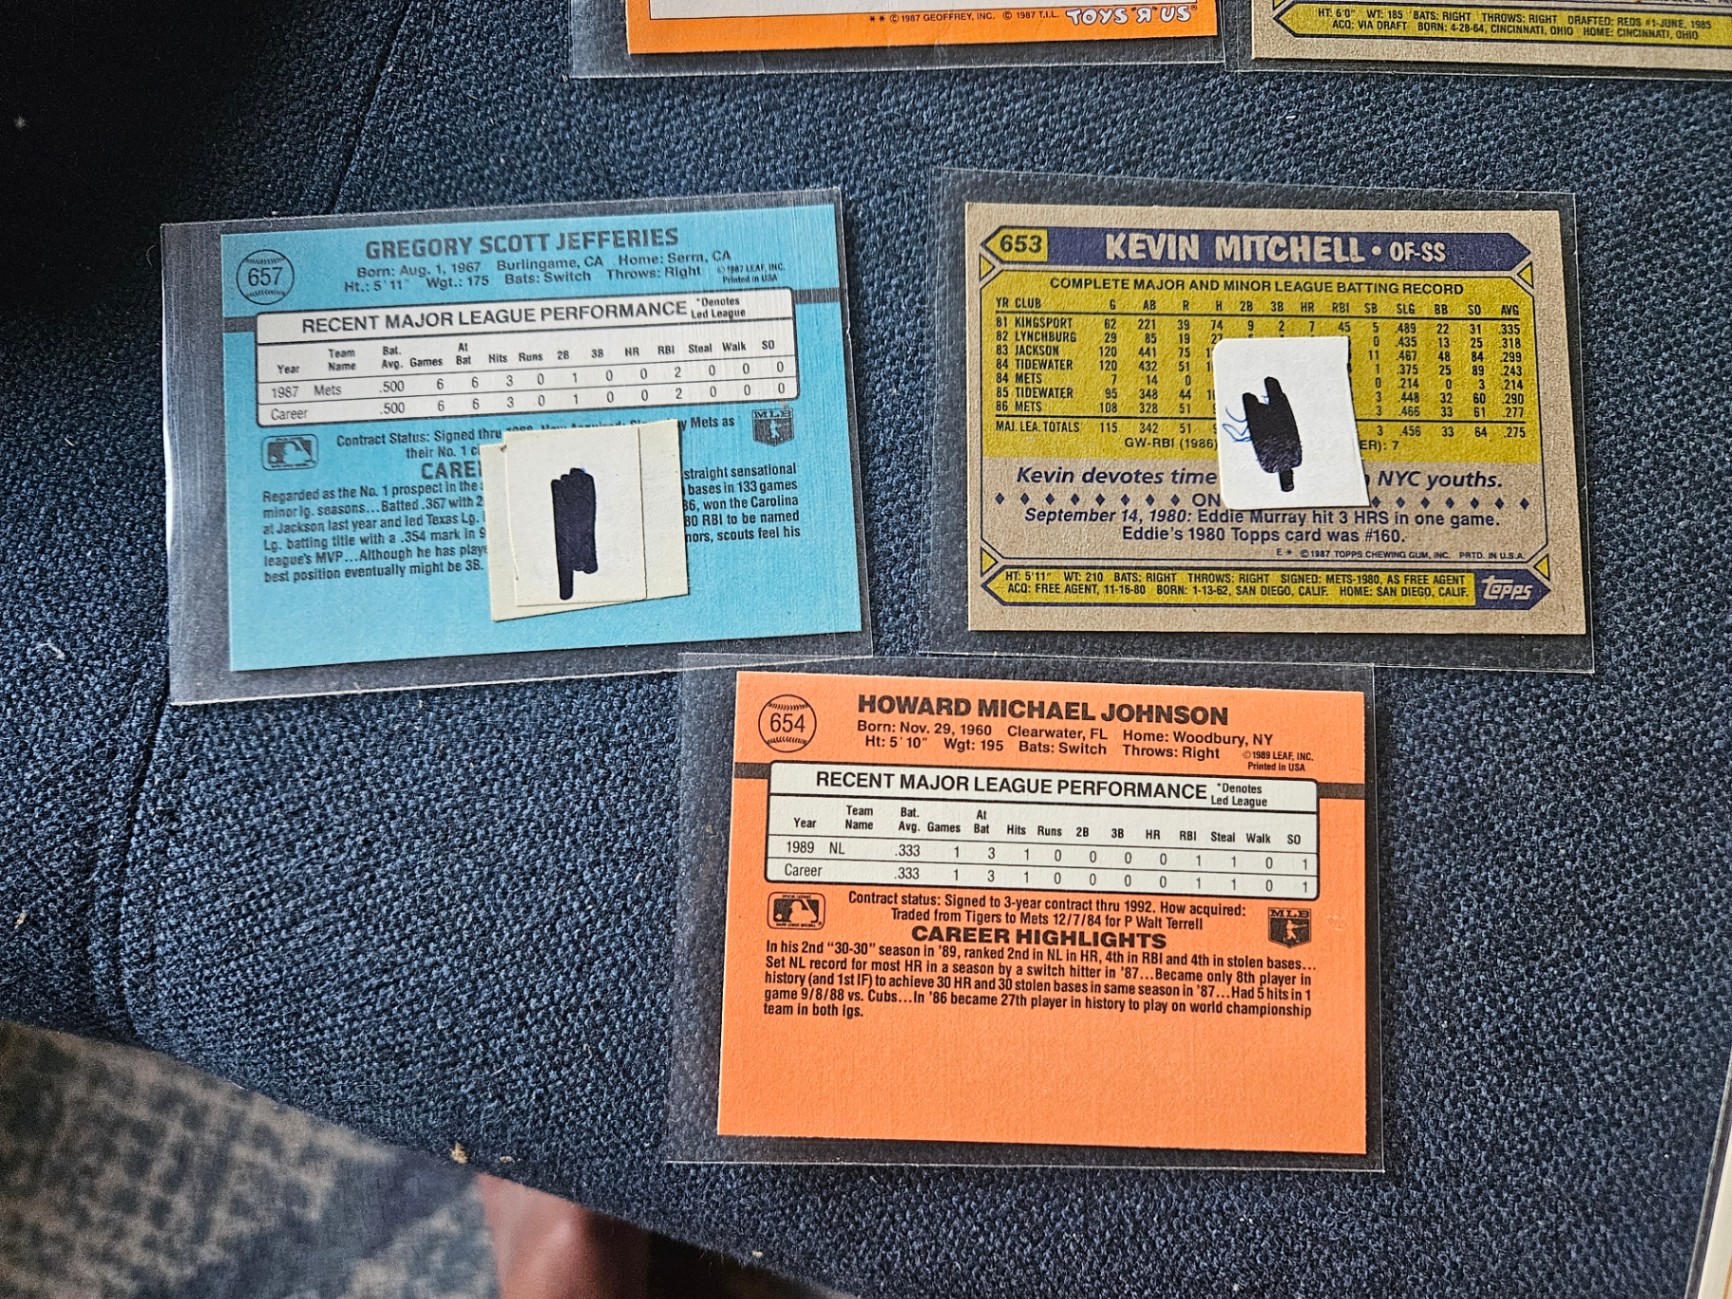 ** © 1987 GEOFFREY, INC. © 1987 T.I.L. TOYS "R" US
HT: 6'0" WT: 185 BATS: RIGHT THROWS: RIGHT DRAFTED: REDS #1-JUNE, 1985
ACQ: VIA DRAFT BORN: 4-28-64, CINCINNATI, OHIO HOME: CINCINNATI, OHIO
657
GREGORY SCOTT JEFFERIES
Born: Aug. 1, 1967 Burlingame, CA Home: Serrn, CA
Ht.: 5'11" Wgt.: 175 Bats: Switch Throws: Right © 1987 LEAF, INC.
Printed in USA
RECENT MAJOR LEAGUE PERFORMANCE *Denotes Led League
Year Team Name Bat. Avg. Games At Bat Hits Runs 2B 3B HR RBI Steal Walk SO
1987 Mets .500 6 6 3 0 1 0 0 2 0 0 0
Career .500 6 6 3 0 1 0 0 2 0 0 0
MLB
Contract Status: Signed thru Mets as
their No. 1
straight sensational
Regarded as the No. 1 prospect in the
minor lg. seasons...Batted .367 with bases in 133 games
at Jackson last year and led Texas Lg. won the Carolina
Lg. batting title with a .354 mark in RBI to be named
league's MVP...Although he has scouts feel his
best position eventually might be 3B.
653 KEVIN MITCHELL • OF-SS
COMPLETE MAJOR AND MINOR LEAGUE BATTING RECORD
YR CLUB G AB R H 2B 3B HR RBI SB SLG BB SO AVG
81 KINGSPORT 62 221 39 74 9 2 7 45 5 .489 22 31 .335
82 LYNCHBURG 29 85 19 0 .435 13 25 .318
83 JACKSON 120 441 75 11 .467 48 84 .299
84 TIDEWATER 120 432 51 1 .375 25 89 .243
84 METS 7 14 0 0 .214 0 3 .214
85 TIDEWATER 95 348 44 3 .448 32 60 .290
86 METS 108 328 51 3 .466 33 61 .277
MAJ. LEA. TOTALS 115 342 51 3 .456 33 64 .275
GW-RBI (1986) 7
Kevin devotes time NYC youths.
ON
September 14, 1980: Eddie Murray hit 3 HRS in one game.
Eddie's 1980 Topps card was #160.
E* © 1987 TOPPS CHEWING GUM, INC. PRTD. IN U.S.A.
HT: 5'11" WT: 210 BATS: RIGHT THROWS: RIGHT SIGNED: METS-1980, AS FREE AGENT
ACQ: FREE AGENT, 11-16-80 BORN: 1-13-62, SAN DIEGO, CALIF. HOME: SAN DIEGO, CALIF.
topps
654
HOWARD MICHAEL JOHNSON
Born: Nov. 29, 1960 Clearwater, FL Home: Woodbury, NY
Ht: 5'10" Wgt: 195 Bats: Switch Throws: Right © 1989 LEAF, INC.
Printed in USA
RECENT MAJOR LEAGUE PERFORMANCE *Denotes Led League
Year Team Name Bat. Avg. Games At Bat Hits Runs 2B 3B HR RBI Steal Walk SO
1989 NL .333 1 3 1 0 0 0 0 1 1 0 1
Career .333 1 3 1 0 0 0 0 1 1 0 1
MLB
Contract status: Signed to 3-year contract thru 1992. How acquired:
Traded from Tigers to Mets 12/7/84 for P Walt Terrell
CAREER HIGHLIGHTS
In his 2nd "30-30" season in '89, ranked 2nd in NL in HR, 4th in RBI and 4th in stolen bases...
Set NL record for most HR in a season by a switch hitter in '87...Became only 8th player in
history (and 1st IF) to achieve 30 HR and 30 stolen bases in same season in '87...Had 5 hits in 1
game 9/8/88 vs. Cubs...In '86 became 27th player in history to play on world championship
team in both lgs.